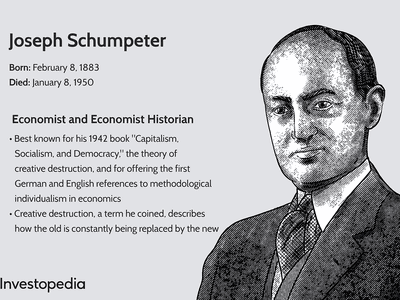 Joseph Schumpeter
Born: February 8, 1883
Died: January 8, 1950
Economist and Economist Historian
• Best known for his 1942 book "Capitalism,
Socialism, and Democracy," the theory of
creative destruction, and for offering the first
German and English references to methodological
individualism in economics
• Creative destruction, a term he coined, describes
how the old is constantly being replaced by the new
Investopedia